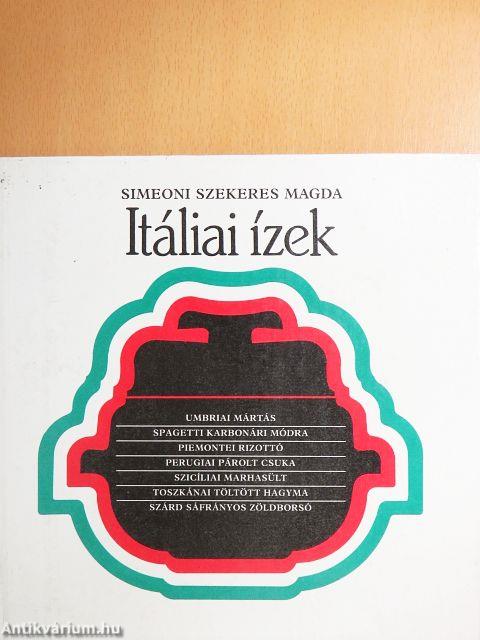 SIMEONI SZEKERES MAGDA
Itáliai ízek
UMBRIAI MÁRTÁS
SPAGETTI KARBONÁRI MÓDRA
PIEMONTEI RIZOTTÓ
PERUGIAI PÁROLT CSUKA
SZICÍLIAI MARHASÜLT
TOSZKÁNAI TÖLTÖTT HAGYMA
SZÁRD SÁFRÁNYOS ZÖLDBORSÓ
Antikvárium.hu